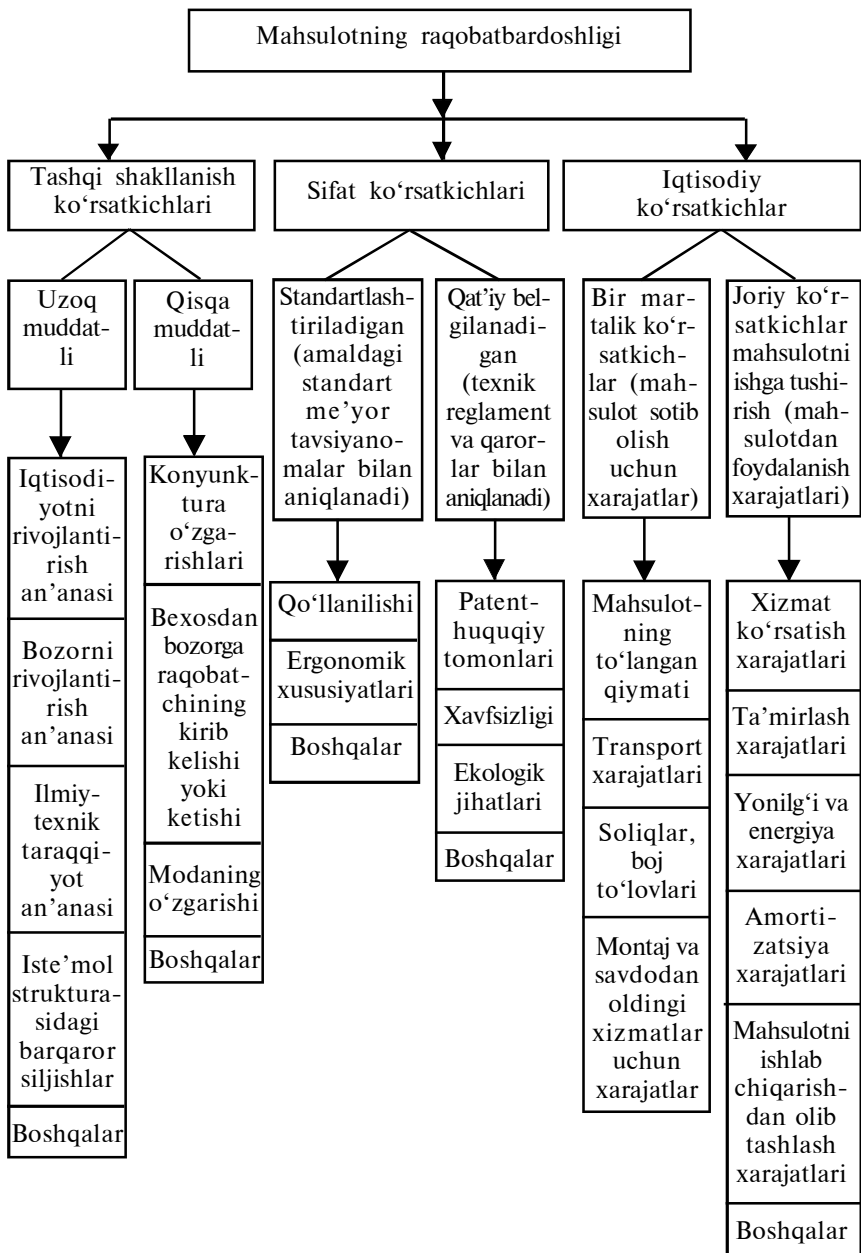 Mahsulotning raqobatbardoshligi
Tashqi shakllanish
ko‘rsatkichlari
Sifat ko‘rsatkichlari
Iqtisodiy
ko‘rsatkichlar
Uzoq
muddat-
li
Qisqa
muddat-
li
Standartlash-
tiriladigan
(amaldagi
standart
me’yor
tavsiyano-
malar bilan
aniqlanadi)
Qat’iy bel-
gilanadi-
gan
(texnik
reglament
va qaror-
lar bilan
aniqlanadi)
Bir mar-
talik ko‘r-
satkich-
lar (mah-
sulot sotib
olish
uchun
xarajatlar)
Joriy ko‘r-
satkichlar
mahsulotni
ishga tushi-
rish (mah-
sulotdan
foydalanish
xarajatlari)
Iqtisodi-
yotni
rivojlanti-
rish
an’anasi
Bozorni
rivojlanti-
rish
an’anasi
Ilmiy-
texnik
taraqqi-
yot
an’anasi
Iste’mol
struktura-
sidagi
barqaror
siljishlar
Boshqalar
Konyunk-
tura
o‘zga-
rishlari
Bexosdan
bozorga
raqobat-
chining
kirib
kelishi
yoki
ketishi
Modaning
o‘zgarishi
Boshqalar
Qo‘llanilishi
Ergonomik
xususiyatlari
Boshqalar
Patent-
huquqiy
tomonlari
Xavfsizligi
Ekologik
jihatlari
Boshqalar
Mahsulot-
ning
to‘langan
qiymati
Transport
xarajatlari
Soliqlar,
boj
to‘lovlari
Montaj va
savdodan
oldingi
xizmatlar
uchun
xarajatlar
Xizmat
ko‘rsatish
xarajatlari
Ta’mirlash
xarajatlari
Yonilg‘i va
energiya
xarajatlari
Amorti-
zatsiya
xarajatlari
Mahsulotni
ishlab
chiqarish-
dan olib
tashlash
xarajatlari
Boshqalar